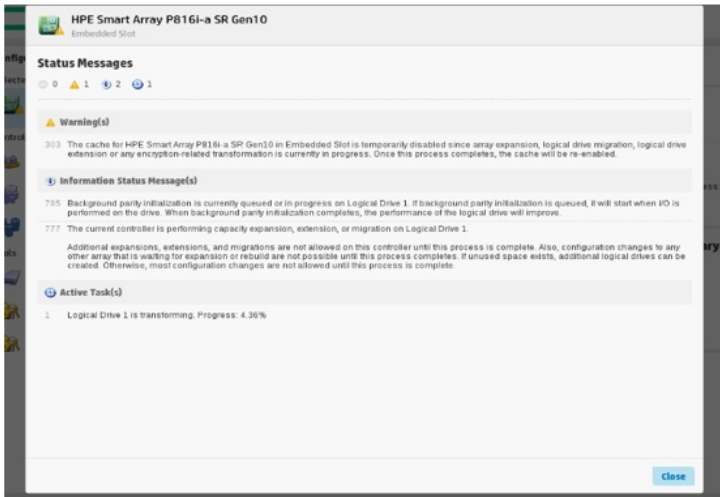 HPE Smart Array P816i-a SR Gen10
Embedded Slot
Status Messages
0 1 2 1
Warning(s)
303 The cache for HPE Smart Array P816i-a SR Gen10 in Embedded Slot is temporarily disabled since array expansion, logical drive migration, logical drive
extension or any encryption-related transformation is currently in progress. Once this process completes, the cache will be re-enabled.
Information Status Message(s)
785 Background parity initialization is currently queued or in progress on Logical Drive 1. If background parity initialization is queued, it will start when I/O is
performed on the drive. When background parity initialization completes, the performance of the logical drive will improve.
777 The current controller is performing capacity expansion, extension, or migration on Logical Drive 1.
Additional expansions, extensions, and migrations are not allowed on this controller until this process is complete. Also, configuration changes to any
other array that is waiting for expansion or rebuild are not possible until this process completes. If unused space exists, additional logical drives can be
created. Otherwise, most configuration changes are not allowed until this process is complete.
Active Task(s)
1 Logical Drive 1 is transforming. Progress: 4.36%
Close